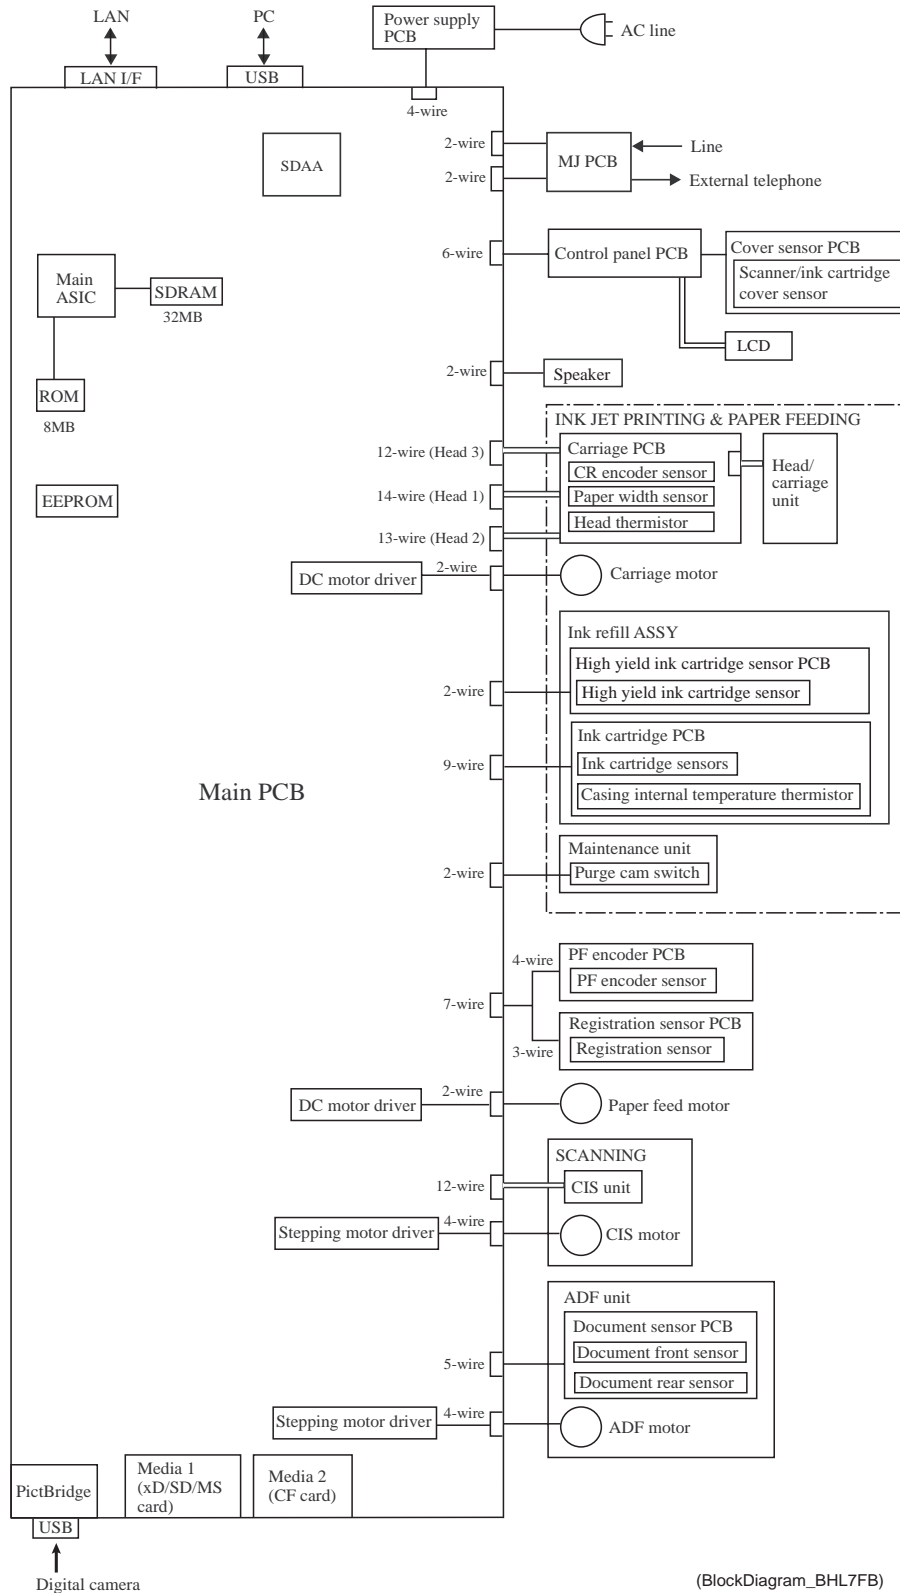 LAN
PC
Power supply
PCB
AC line
LAN I/F
USB
4-wire
SDAA
2-wire
2-wire
MJ PCB
Line
External telephone
6-wire
Control panel PCB
Cover sensor PCB
Scanner/ink cartridge
cover sensor
Main
ASIC
SDRAM
32MB
LCD
ROM
8MB
2-wire
Speaker
INK JET PRINTING & PAPER FEEDING
12-wire (Head 3)
Carriage PCB
CR encoder sensor
Head/
carriage
unit
EEPROM
14-wire (Head 1)
Paper width sensor
13-wire (Head 2)
Head thermistor
DC motor driver
2-wire
Carriage motor
Ink refill ASSY
High yield ink cartridge sensor PCB
2-wire
High yield ink cartridge sensor
Ink cartridge PCB
9-wire
Ink cartridge sensors
Casing internal temperature thermistor
Main PCB
Maintenance unit
2-wire
Purge cam switch
4-wire
PF encoder PCB
PF encoder sensor
7-wire
Registration sensor PCB
3-wire
Registration sensor
DC motor driver
2-wire
Paper feed motor
SCANNING
12-wire
CIS unit
Stepping motor driver
4-wire
CIS motor
ADF unit
Document sensor PCB
5-wire
Document front sensor
Document rear sensor
Stepping motor driver
4-wire
ADF motor
PictBridge
Media 1
(xD/SD/MS
card)
Media 2
(CF card)
USB
Digital camera
(BlockDiagram_BHL7FB)